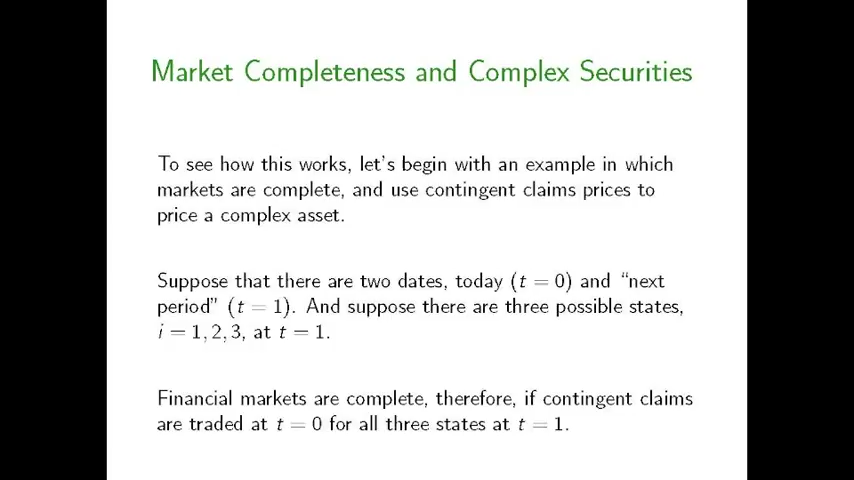 Market Completeness and Complex Securities
To see how this works, let's begin with an example in which
markets are complete, and use contingent claims prices to
price a complex asset.
Suppose that there are two dates, today (t = 0) and “next
period” (t = 1). And suppose there are three possible states,
i = 1, 2, 3, at t = 1.
Financial markets are complete, therefore, if contingent claims
are traded at t = 0 for all three states at t = 1.